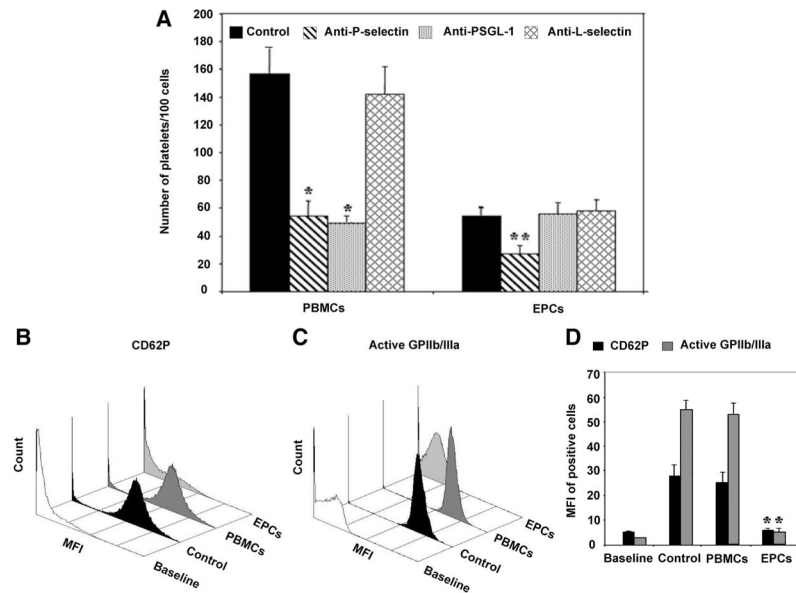 A
Number of platelets/100 cells
200
180
160
140
120
100
80
60
40
20
0
Control Anti-P-selectin Anti-PSGL-1 Anti-L-selectin
*
*
**
PBMCs EPCs
B
CD62P
Count
MFI
Baseline
Control
PBMCs
EPCs
C
Active GPIIb/IIIa
Count
MFI
Baseline
Control
PBMCs
EPCs
D
CD62P Active GPIIb/IIIa
MFI of positive cells
70
60
50
40
30
20
10
0
* *
Baseline Control PBMCs EPCs